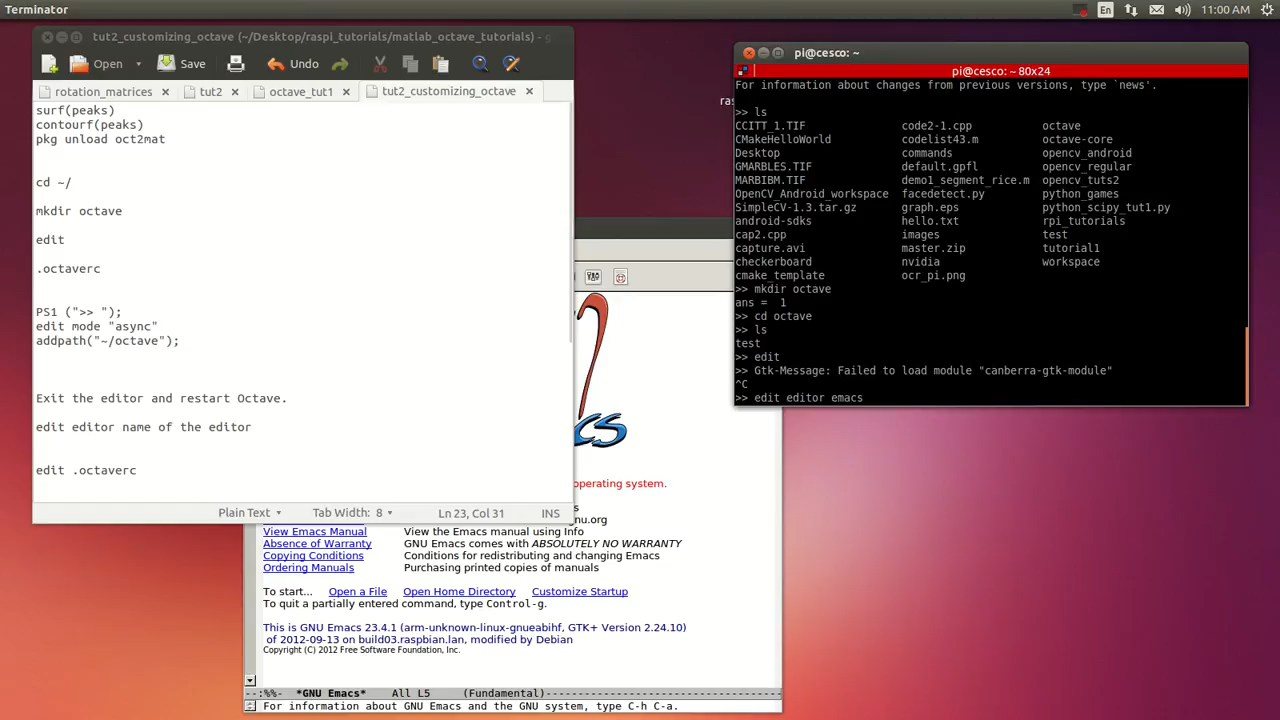 Terminator
En
11:00 AM
tut2_customizing_octave (~/Desktop/raspi_tutorials/matlab_octave_tutorials) - g
Open
Save
Undo
rotation_matrices
tut2
octave_tut1
tut2_customizing_octave
surf(peaks)
contourf(peaks)
pkg unload oct2mat
cd ~/
mkdir octave
edit
.octaverc
PS1 (">> ");
edit mode "async"
addpath("~/octave");
Exit the editor and restart Octave.
edit editor name of the editor
edit .octaverc
Plain Text
Tab Width: 8
Ln 23, Col 31
INS
pi@cesco: ~
pi@cesco: ~ 80x24
For information about changes from previous versions, type `news'.
>> ls
CCITT_1.TIF code2-1.cpp octave
CMakeHelloWorld codelist43.m octave-core
Desktop commands opencv_android
GMARBLES.TIF default.gpfl opencv_regular
MARBIBM.TIF demo1_segment_rice.m opencv_tuts2
OpenCV_Android_workspace facedetect.py python_games
SimpleCV-1.3.tar.gz graph.eps python_scipy_tut1.py
android-sdks hello.txt rpi_tutorials
cap2.cpp images test
capture.avi master.zip tutorial1
checkerboard nvidia workspace
cmake_template ocr_pi.png
>> mkdir octave
ans = 1
>> cd octave
>> ls
test
>> edit
>> Gtk-Message: Failed to load module "canberra-gtk-module"
^C
>> edit editor emacs
ras
operating system.
View Emacs Manual View the Emacs manual using Info
Absence of Warranty GNU Emacs comes with ABSOLUTELY NO WARRANTY
Copying Conditions Conditions for redistributing and changing Emacs
Ordering Manuals Purchasing printed copies of manuals
To start... Open a File Open Home Directory Customize Startup
To quit a partially entered command, type Control-g.
This is GNU Emacs 23.4.1 (arm-unknown-linux-gnueabihf, GTK+ Version 2.24.10)
of 2012-09-13 on build03.raspbian.lan, modified by Debian
Copyright (C) 2012 Free Software Foundation, Inc.
--:%%- *GNU Emacs* All L5 (Fundamental)
For information about GNU Emacs and the GNU system, type C-h C-a.